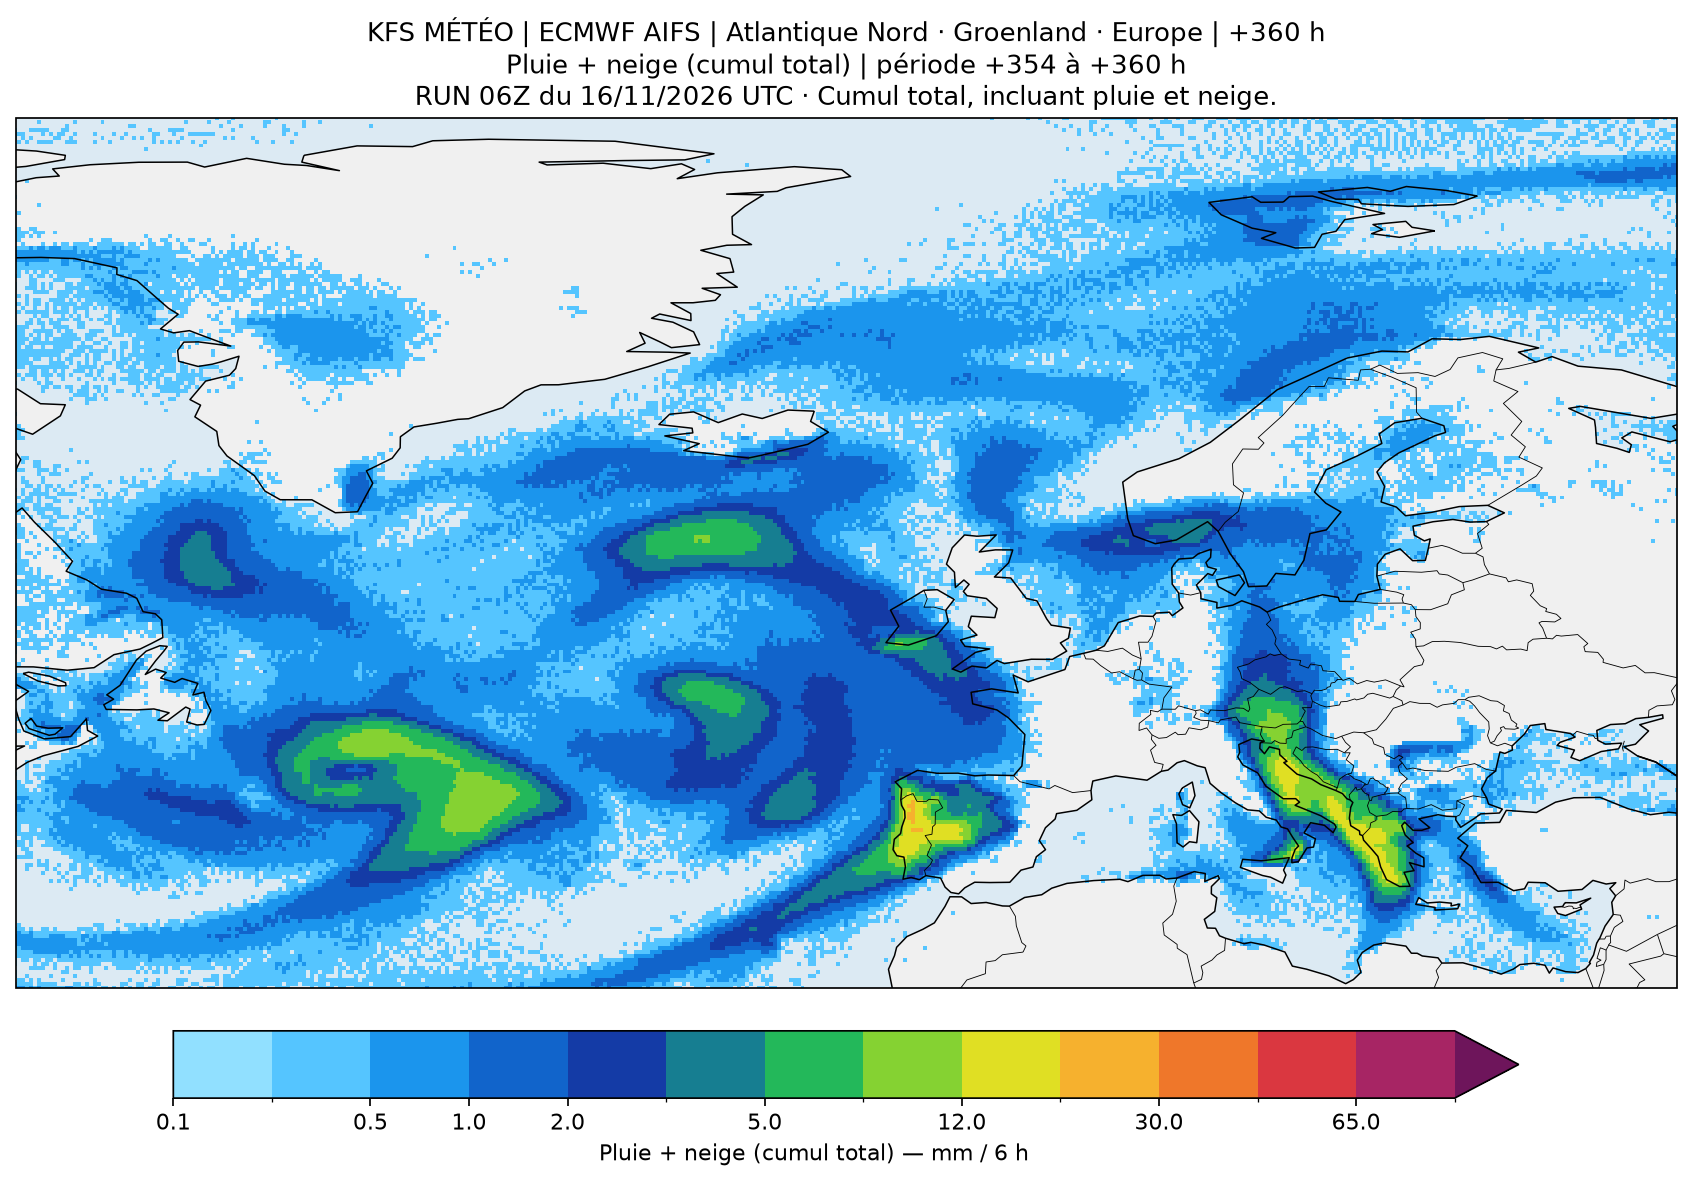 KFS MÉTÉO | ECMWF AIFS | Atlantique Nord · Groenland · Europe | +360 h
Pluie + neige (cumul total) | période +354 à +360 h
RUN 06Z du 16/11/2026 UTC · Cumul total, incluant pluie et neige.
0.1 0.5 1.0 2.0 5.0 12.0 30.0 65.0
Pluie + neige (cumul total) — mm / 6 h